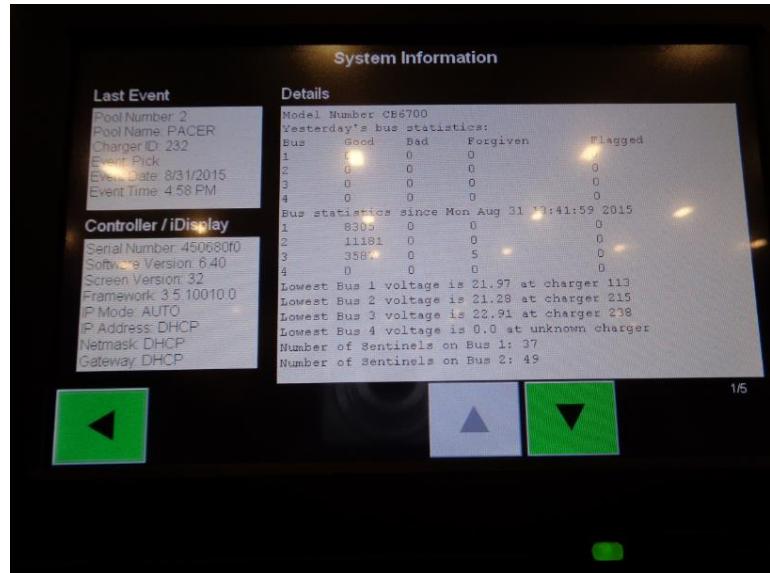 System Information
Last Event
Pool Number: 2
Pool Name: PACER
Charger ID: 232
Event: Pick
Event Date: 8/31/2015
Event Time: 4:58 PM
Controller / iDisplay
Serial Number: 450680f0
Software Version: 6.40
Screen Version: 32
Framework: 3.5.10010.0
IP Mode: AUTO
IP Address: DHCP
Netmask: DHCP
Gateway: DHCP
Details
Model Number CB6700
Yesterday's bus statistics:
Bus Good Bad Forgiven Flagged
1 0 0 0
2 0 0 0 0
3 0 0 0 0
4 0 0 0 0
Bus statistics since Mon Aug 31 13:41:59 2015
1 8305 0 0 0
2 11181 0 0 0
3 0 5 0
4 0 0 0 0
Lowest Bus 1 voltage is 21.97 at charger 113
Lowest Bus 2 voltage is 21.28 at charger 215
Lowest Bus 3 voltage is 22.91 at charger 238
Lowest Bus 4 voltage is 0.0 at unknown charger
Number of Sentinels on Bus 1: 37
Number of Sentinels on Bus 2: 49
1/5